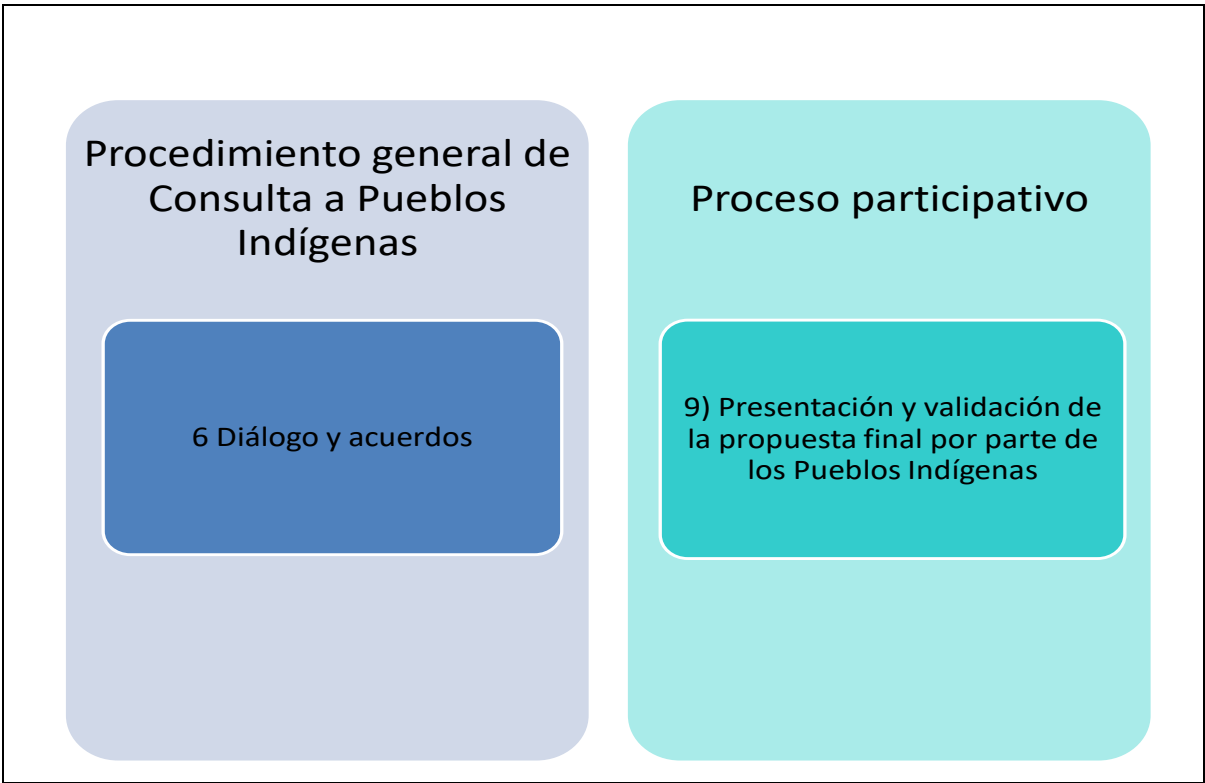 Procedimiento general de
Consulta a Pueblos
Indígenas
6 Diálogo y acuerdos
Proceso participativo
9) Presentación y validación de
la propuesta final por parte de
los Pueblos Indígenas